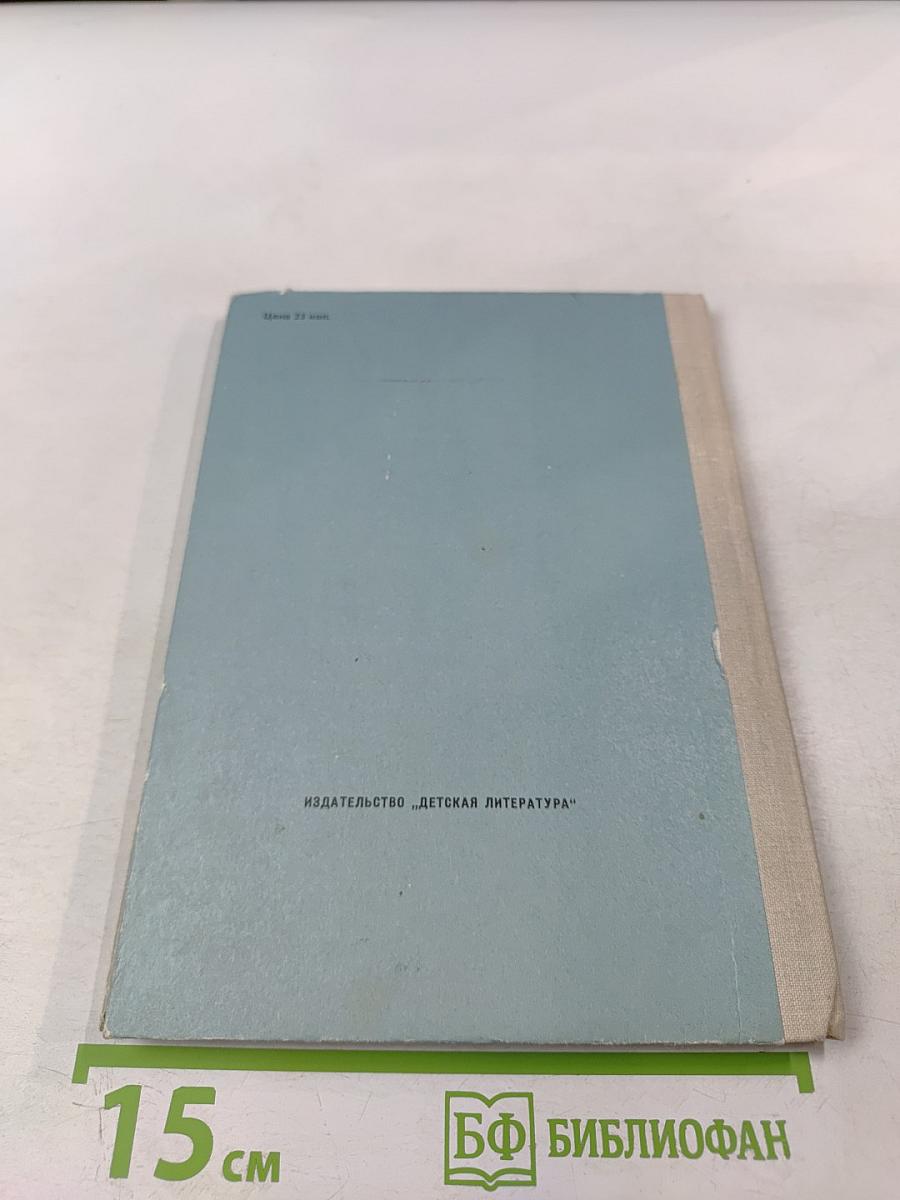 Цена 23 коп.
ИЗДАТЕЛЬСТВО „ДЕТСКАЯ ЛИТЕРАТУРА“
15 см
БФ БИБЛИОФАН